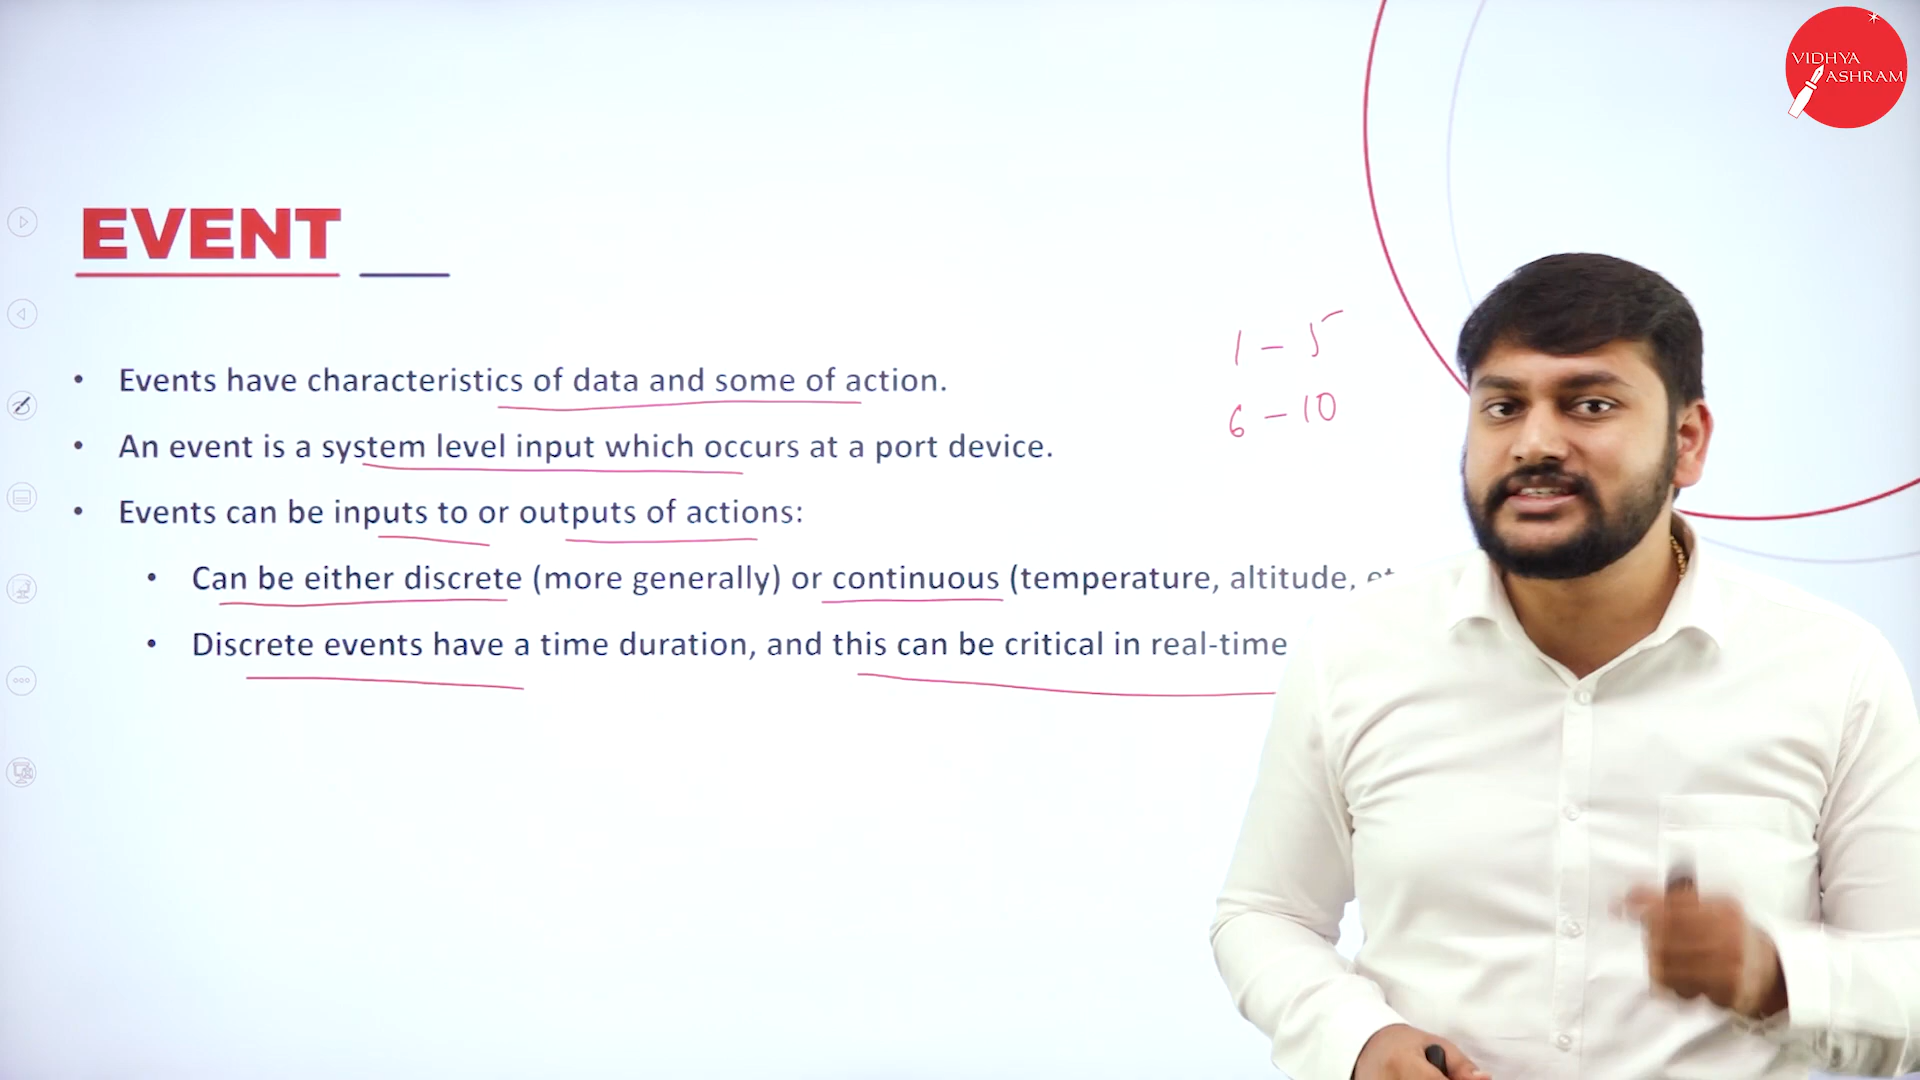 VIDHYA
ASHRAM
EVENT
• Events have characteristics of data and some of action.
• An event is a system level input which occurs at a port device.
• Events can be inputs to or outputs of actions:
• Can be either discrete (more generally) or continuous (temperature, altitude,
• Discrete events have a time duration, and this can be critical in real-time
1 – 5
6 – 10